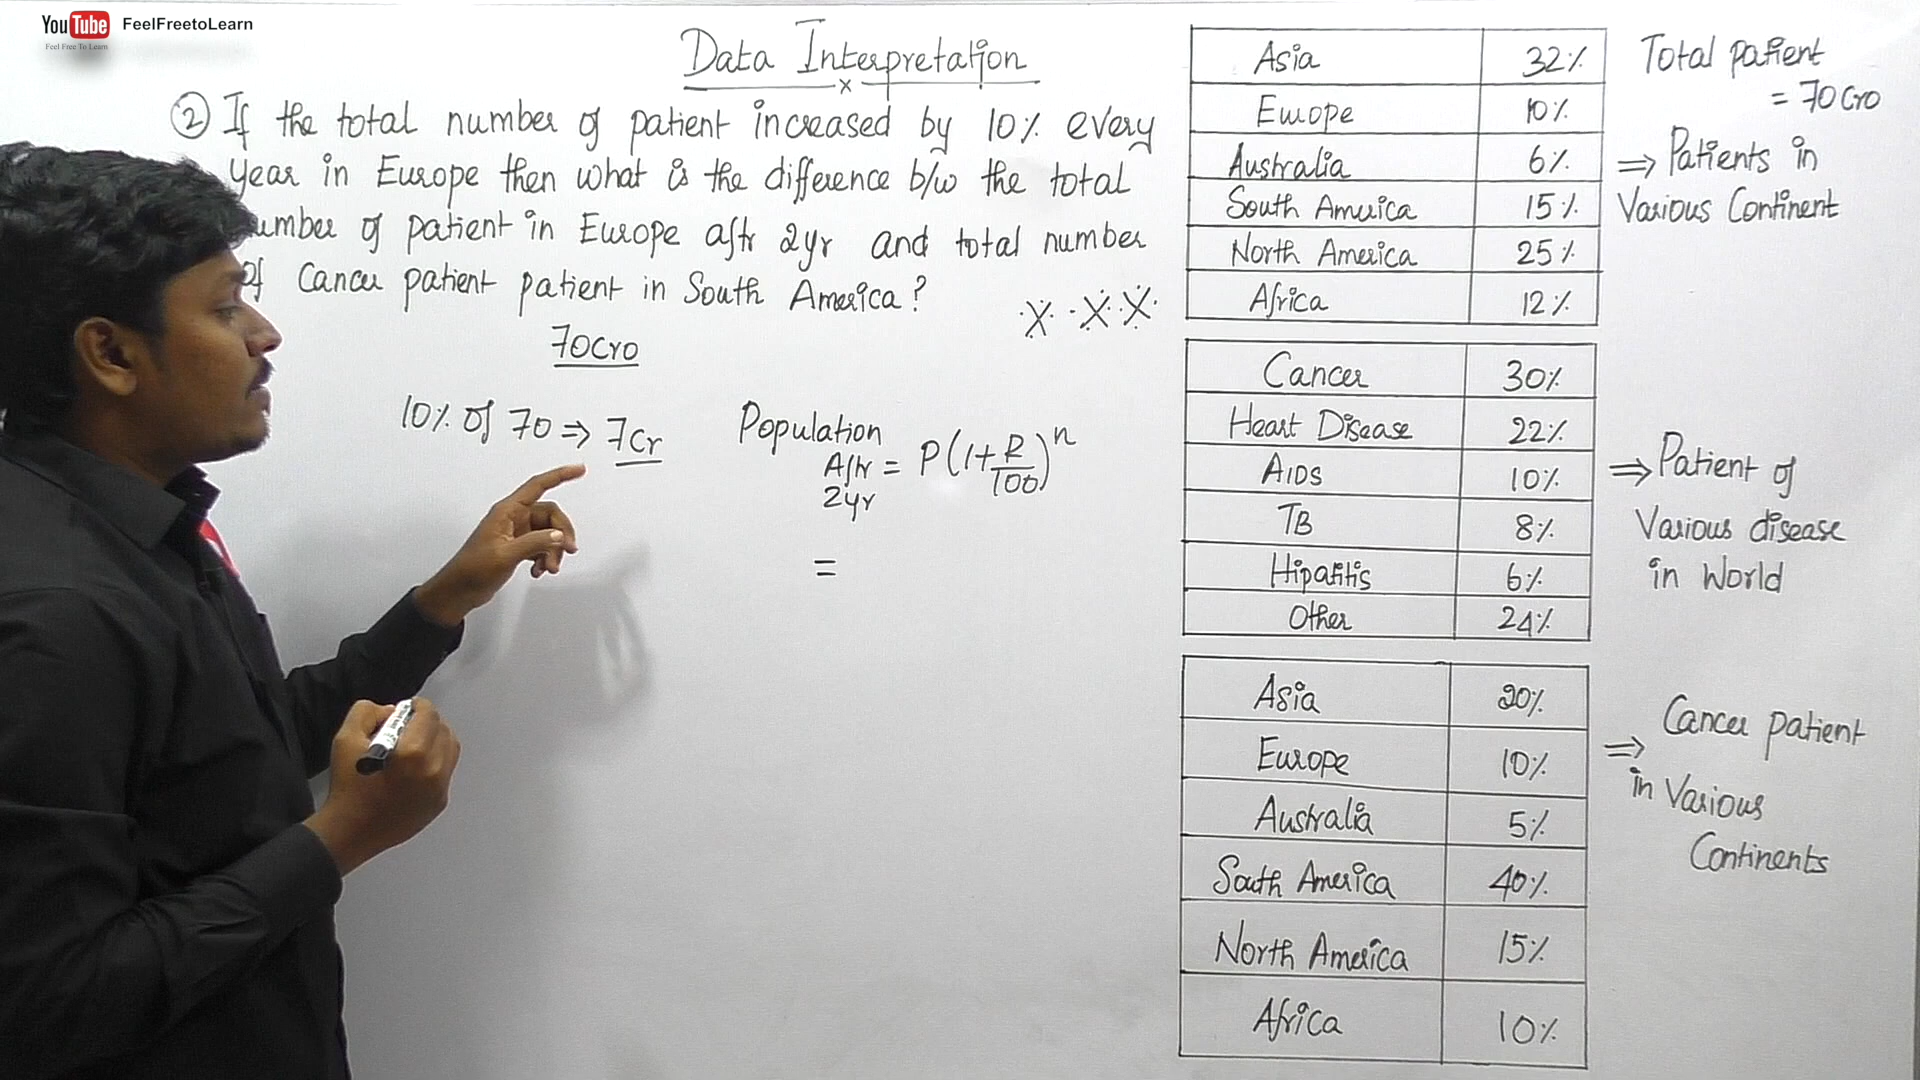 YouTube FeelFreetoLearn
Feel Free To Learn
Data Interpretation
② If the total number of patient increased by 10% every
year in Europe then what is the difference b/w the total
number of patient in Europe aftr 2yr and total number
of Cancer patient patient in South America?
70cro
10% of 70 ⇒ 7cr
Population
Aftr = P(1+R/100)^n
2yr
=
Asia 32%
Europe 10%
Australia 6%
South America 15%
North America 25%
Africa 12%
Total patient
= 70cro
⇒ Patients in
Various Continent
Cancer 30%
Heart Disease 22%
AIDS 10%
TB 8%
Hipatitis 6%
Other 24%
⇒ Patient of
Various disease
in World
Asia 20%
Europe 10%
Australia 5%
South America 40%
North America 15%
Africa 10%
⇒ Cancer patient
in Various
Continents